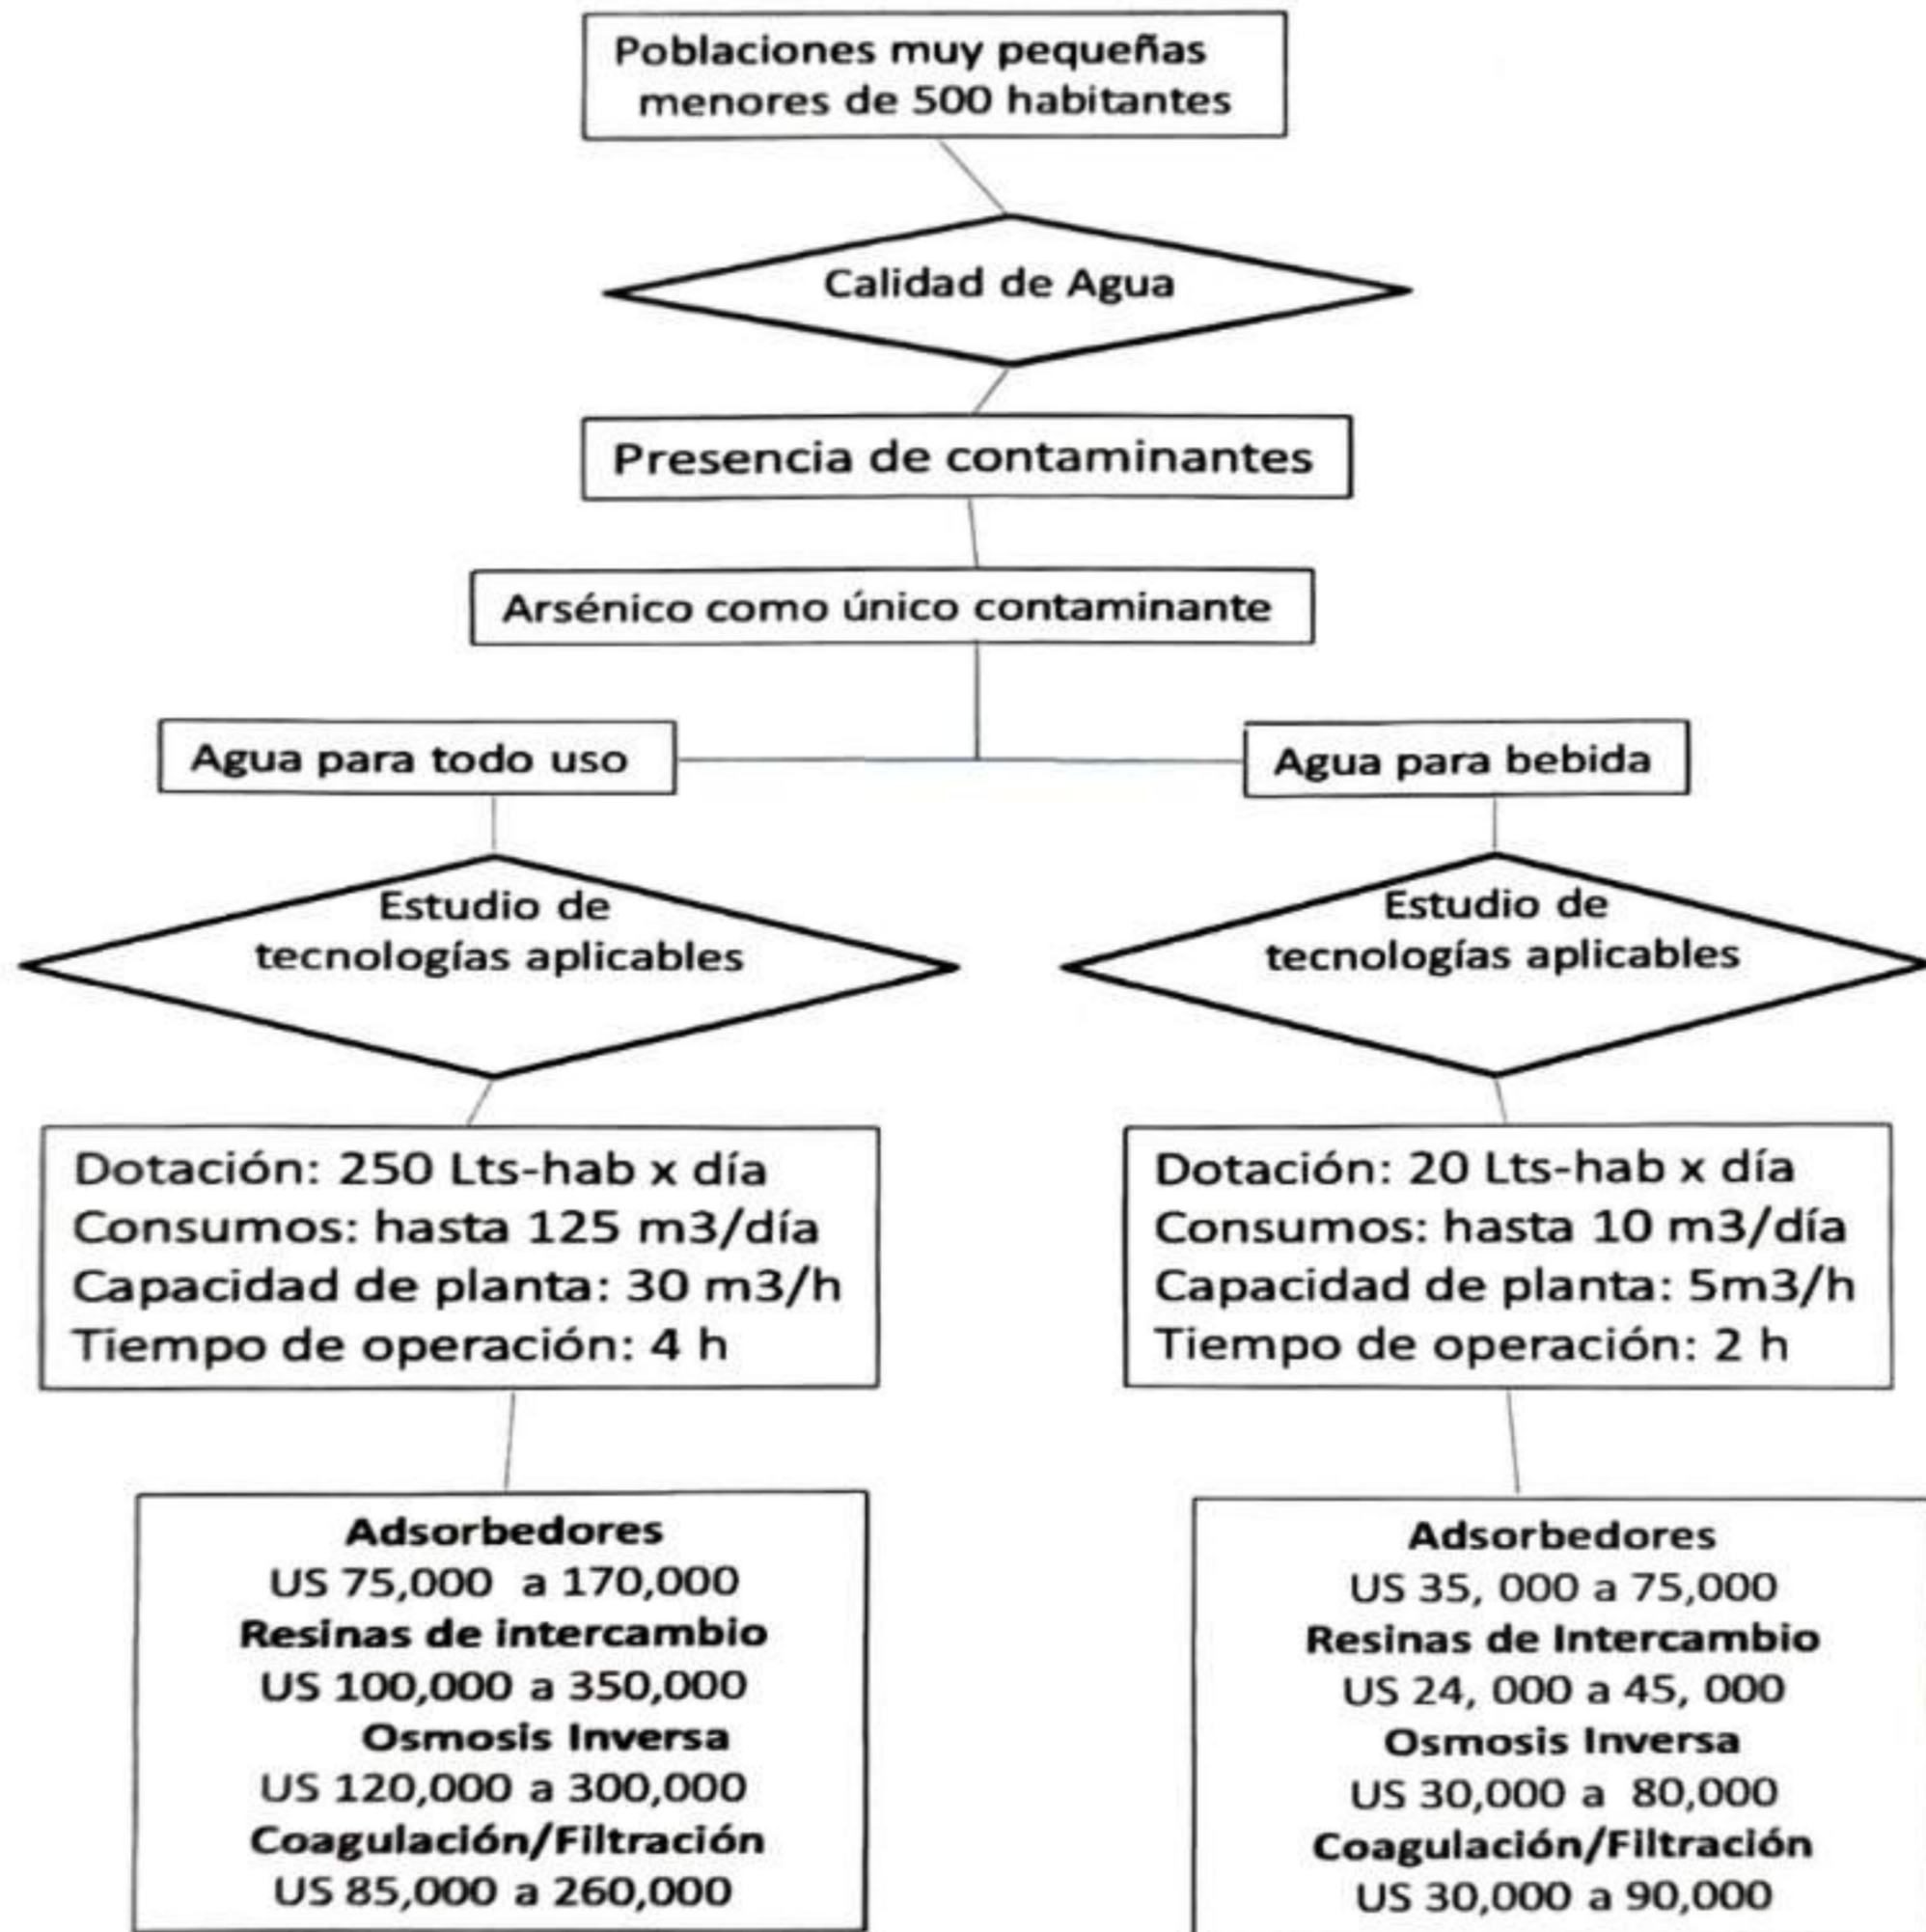 Poblaciones muy pequeñas
menores de 500 habitantes
Calidad de Agua
Presencia de contaminantes
Arsénico como único contaminante
Agua para todo uso
Agua para bebida
Estudio de
tecnologías aplicables
Estudio de
tecnologías aplicables
Dotación: 250 Lts-hab x día
Consumos: hasta 125 m3/día
Capacidad de planta: 30 m3/h
Tiempo de operación: 4 h
Dotación: 20 Lts-hab x día
Consumos: hasta 10 m3/día
Capacidad de planta: 5m3/h
Tiempo de operación: 2 h
Adsorbedores
US 75,000 a 170,000
Resinas de intercambio
US 100,000 a 350,000
Osmosis Inversa
US 120,000 a 300,000
Coagulación/Filtración
US 85,000 a 260,000
Adsorbedores
US 35, 000 a 75,000
Resinas de Intercambio
US 24, 000 a 45, 000
Osmosis Inversa
US 30,000 a 80,000
Coagulación/Filtración
US 30,000 a 90,000